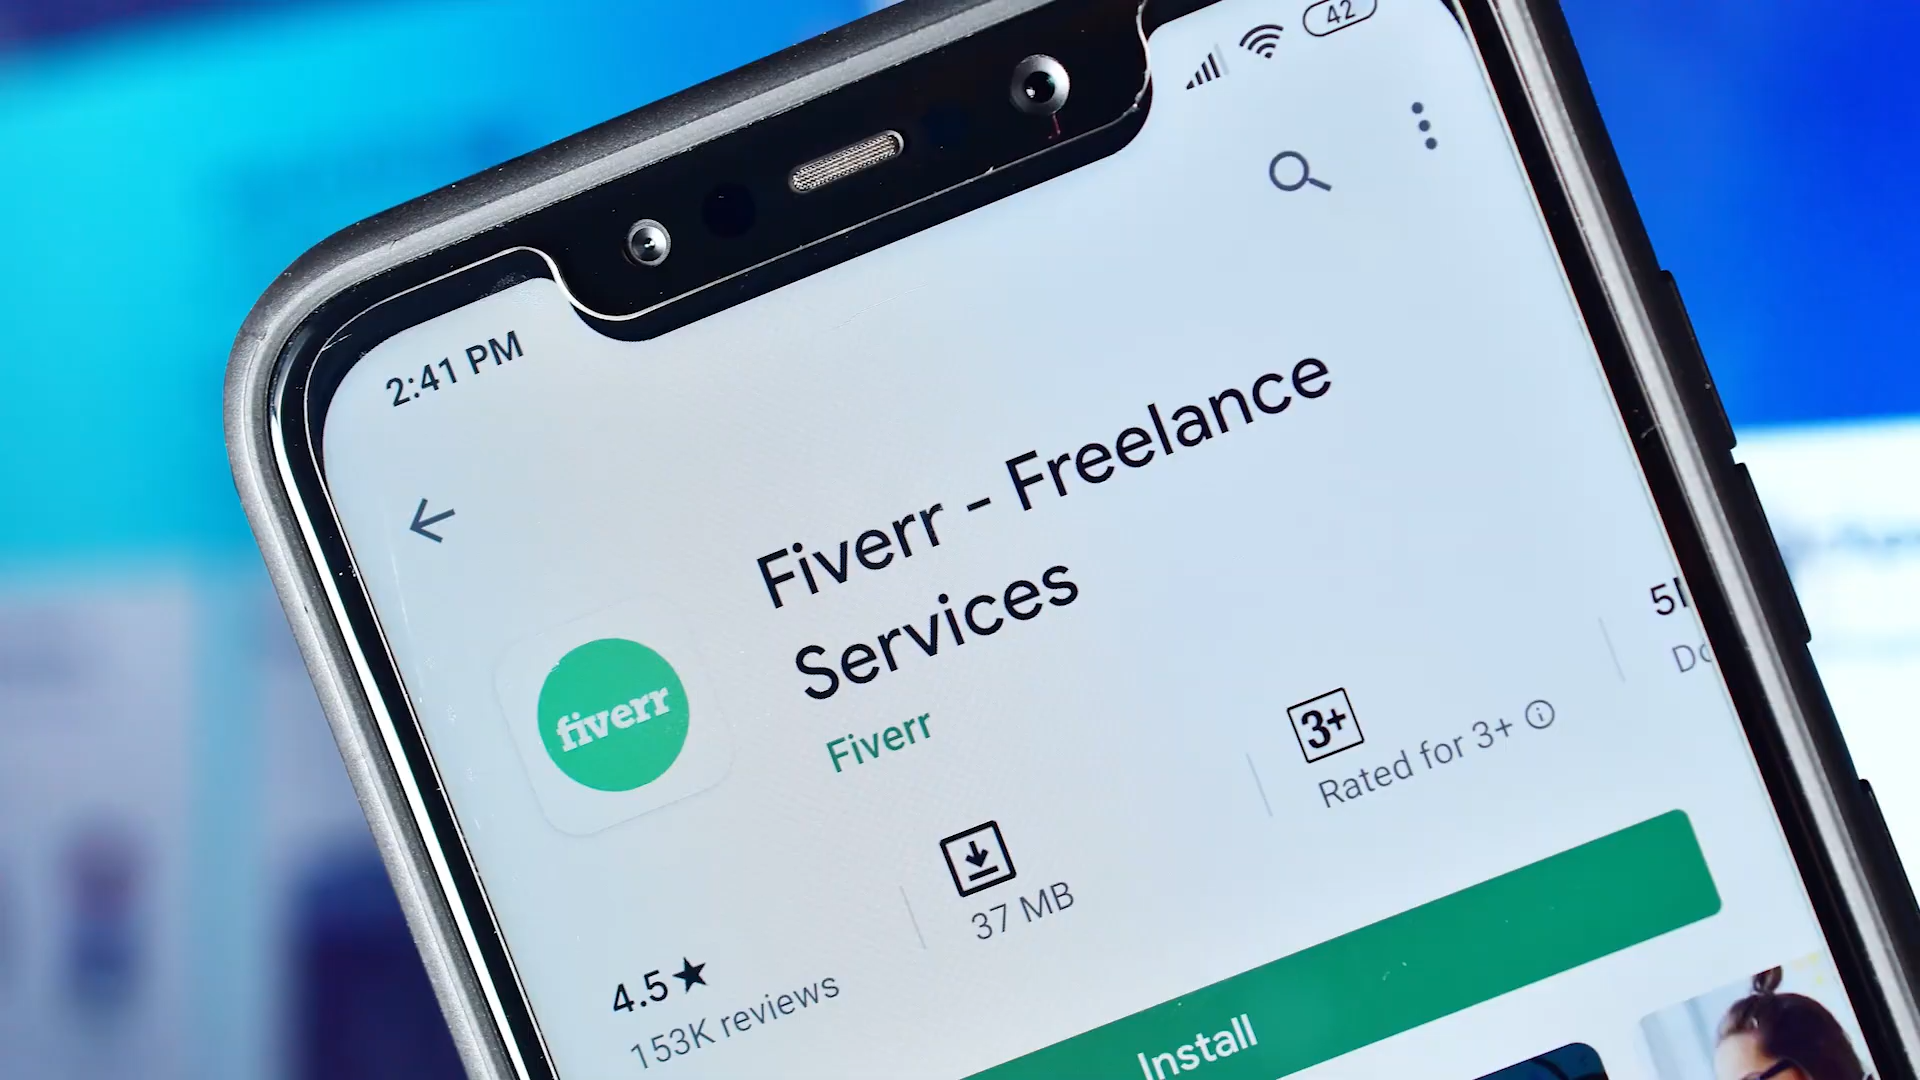 42
2:41 PM
Fiverr - Freelance
Services
Fiverr
fiverr
4.5★
153K reviews
37 MB
3+
Rated for 3+
Install